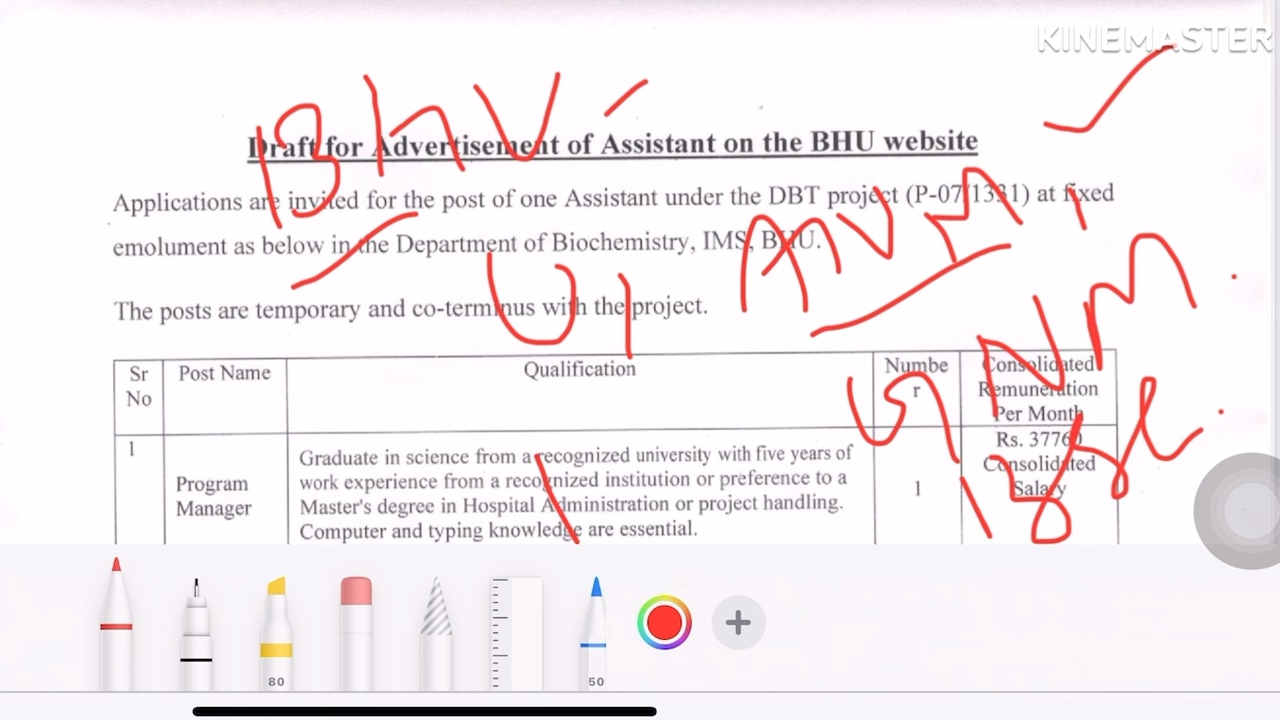 KINEMASTER
BHU
Draft for Advertisement of Assistant on the BHU website
Applications are invited for the post of one Assistant under the DBT project (P-07/1331) at fixed
emolument as below in the Department of Biochemistry, IMS, BHU.
ANM
UP
The posts are temporary and co-terminus with the project.
GNM
Sr No
Post Name
Qualification
Number
Consolidated
Remuneration
Per Month
1
Program
Manager
Graduate in science from a recognized university with five years of
work experience from a recognized institution or preference to a
Master's degree in Hospital Administration or project handling.
Computer and typing knowledge are essential.
1
Rs. 37760
Consolidated
Salary
80
50